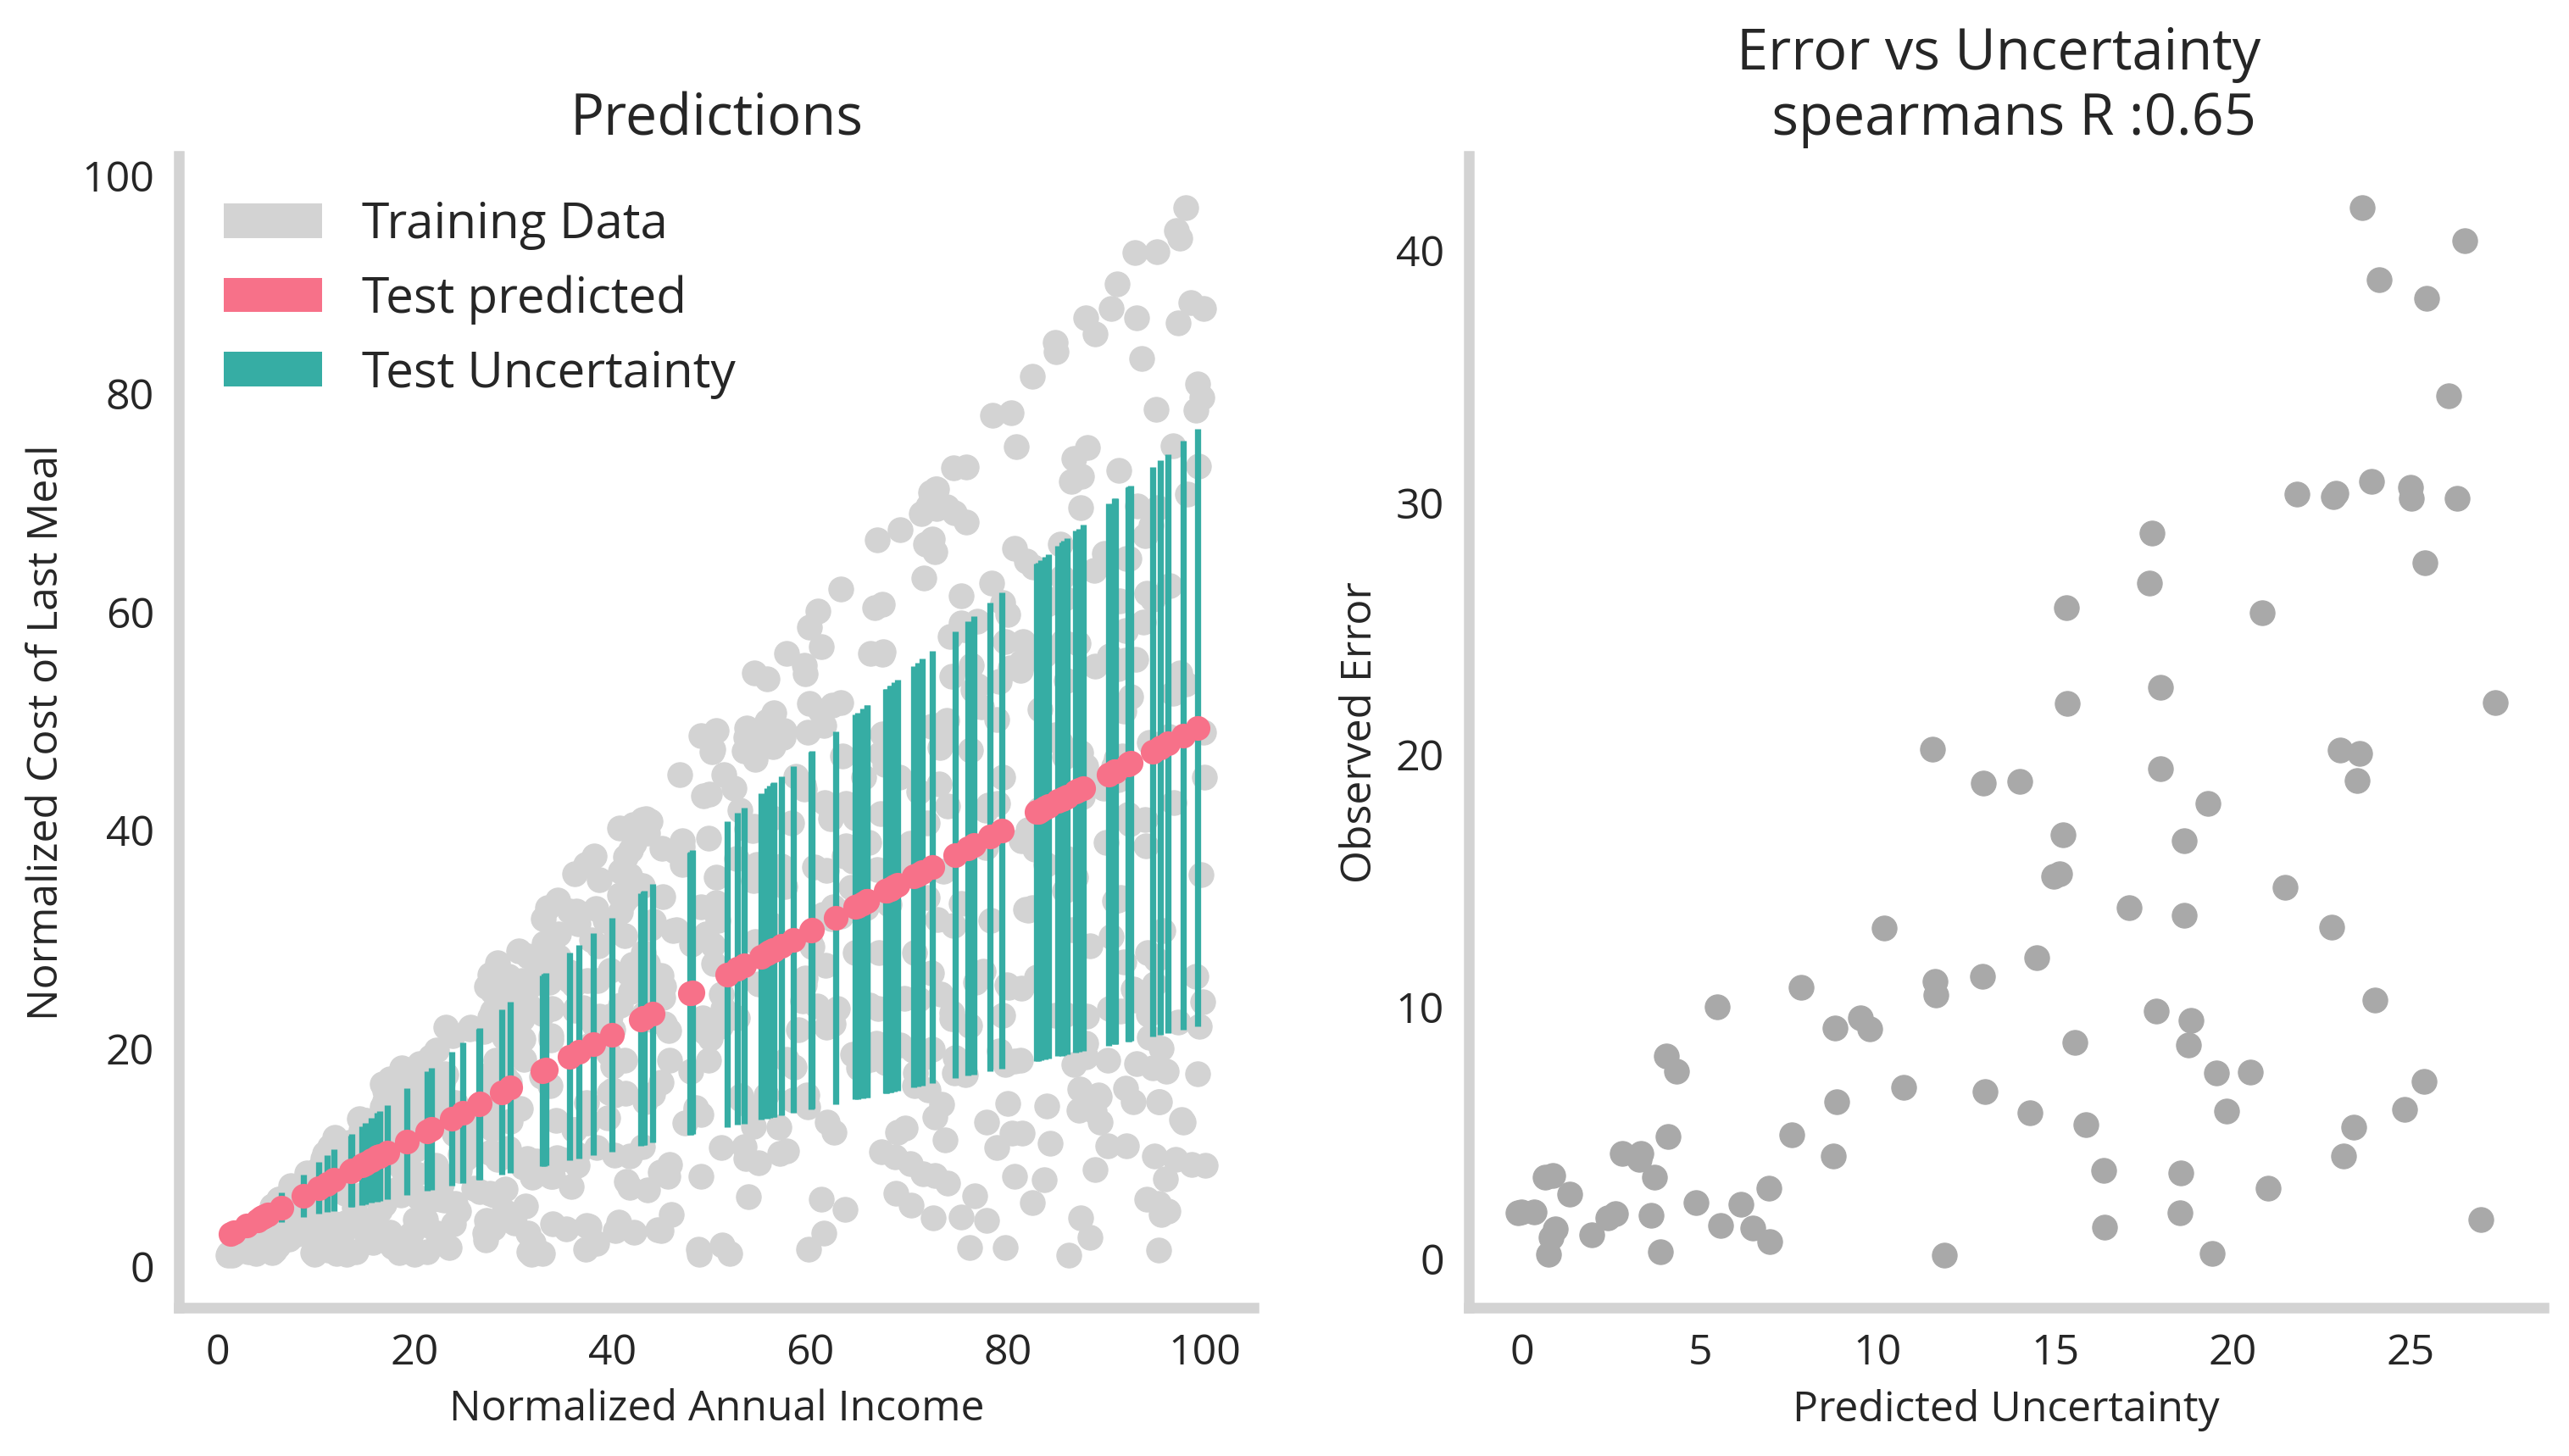 Predictions
Normalized Cost of Last Meal
100
80
60
40
20
0
Training Data
Test predicted
Test Uncertainty
0 20 40 60 80 100
Normalized Annual Income
Error vs Uncertainty
spearmans R :0.65
Observed Error
40
30
20
10
0
0 5 10 15 20 25
Predicted Uncertainty